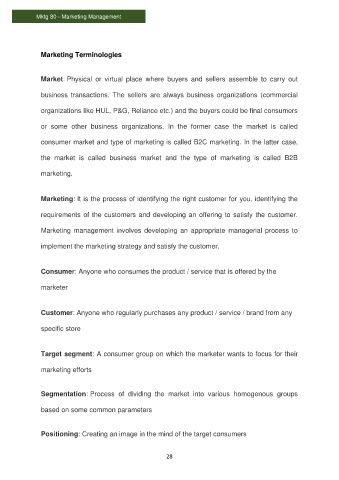 Mktg 80 - Marketing Management
Marketing Terminologies
Market: Physical or virtual place where buyers and sellers assemble to carry out
business transactions. The sellers are always business organizations (commercial
organizations like HUL, P&G, Reliance etc.) and the buyers could be final consumers
or some other business organizations. In the former case the market is called
consumer market and type of marketing is called B2C marketing. In the latter case,
the market is called business market and the type of marketing is called B2B
marketing.
Marketing: It is the process of identifying the right customer for you, identifying the
requirements of the customers and developing an offering to satisfy the customer.
Marketing management involves developing an appropriate managerial process to
implement the marketing strategy and satisfy the customer.
Consumer: Anyone who consumes the product / service that is offered by the
marketer
Customer: Anyone who regularly purchases any product / service / brand from any
specific store
Target segment: A consumer group on which the marketer wants to focus for their
marketing efforts
Segmentation: Process of dividing the market into various homogenous groups
based on some common parameters
Positioning: Creating an image in the mind of the target consumers
28